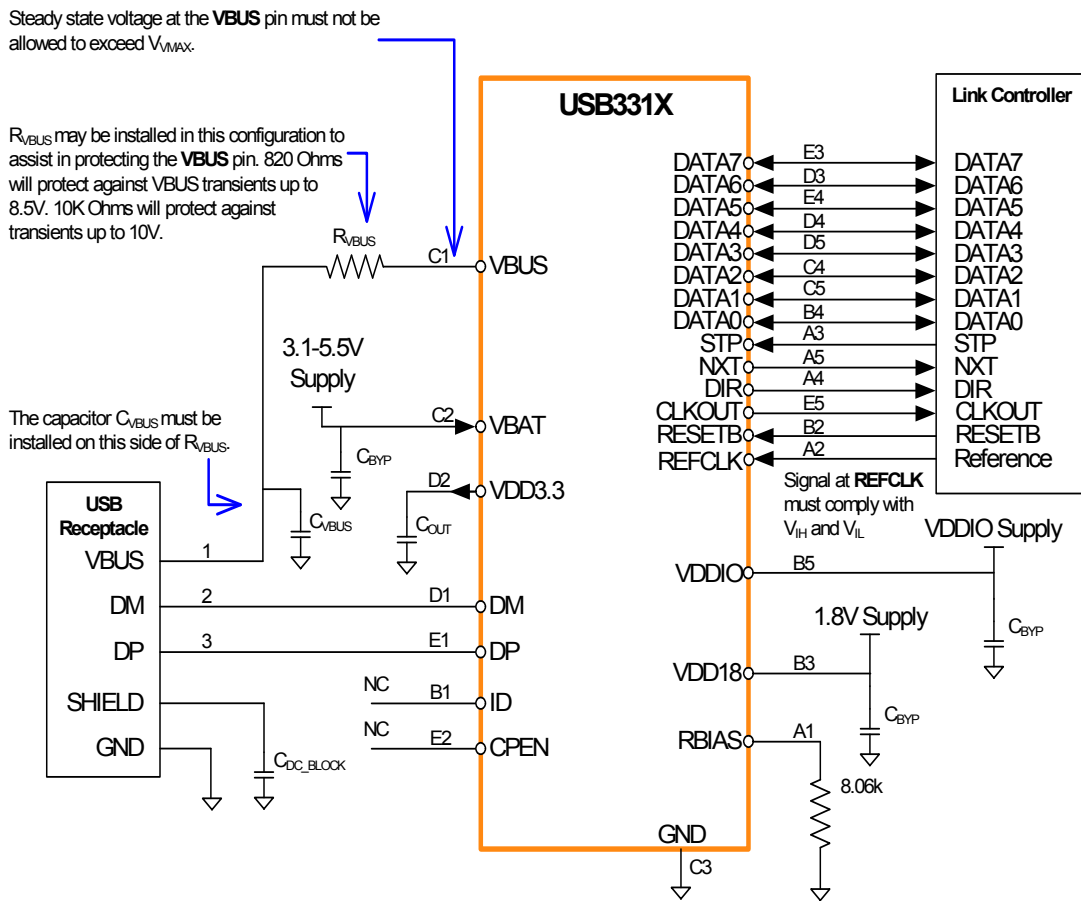 Steady state voltage at the VBUS pin must not be
allowed to exceed VVMAX.
RVBUS may be installed in this configuration to
assist in protecting the VBUS pin. 820 Ohms
will protect against VBUS transients up to
8.5V. 10K Ohms will protect against
transients up to 10V.
RVBUS
C1
VBUS
3.1-5.5V
Supply
The capacitor CVBUS must be
installed on this side of RVBUS.
C2
VBAT
CBYP
D2
VDD3.3
CVBUS
COUT
USB
Receptacle
VBUS
1
DM
2
D1
DM
DP
3
E1
DP
SHIELD
NC
B1
ID
GND
NC
E2
CPEN
CDC_BLOCK
USB331X
Link Controller
DATA7
E3
DATA7
DATA6
D3
DATA6
DATA5
E4
DATA5
DATA4
D4
DATA4
DATA3
D5
DATA3
DATA2
C4
DATA2
DATA1
C5
DATA1
DATA0
B4
DATA0
STP
A3
STP
NXT
A5
NXT
DIR
A4
DIR
CLKOUT
E5
CLKOUT
RESETB
B2
RESETB
REFCLK
A2
Reference
Signal at REFCLK
must comply with
VIH and VIL
VDDIO Supply
VDDIO
B5
CBYP
1.8V Supply
VDD18
B3
CBYP
RBIAS
A1
8.06k
GND
C3